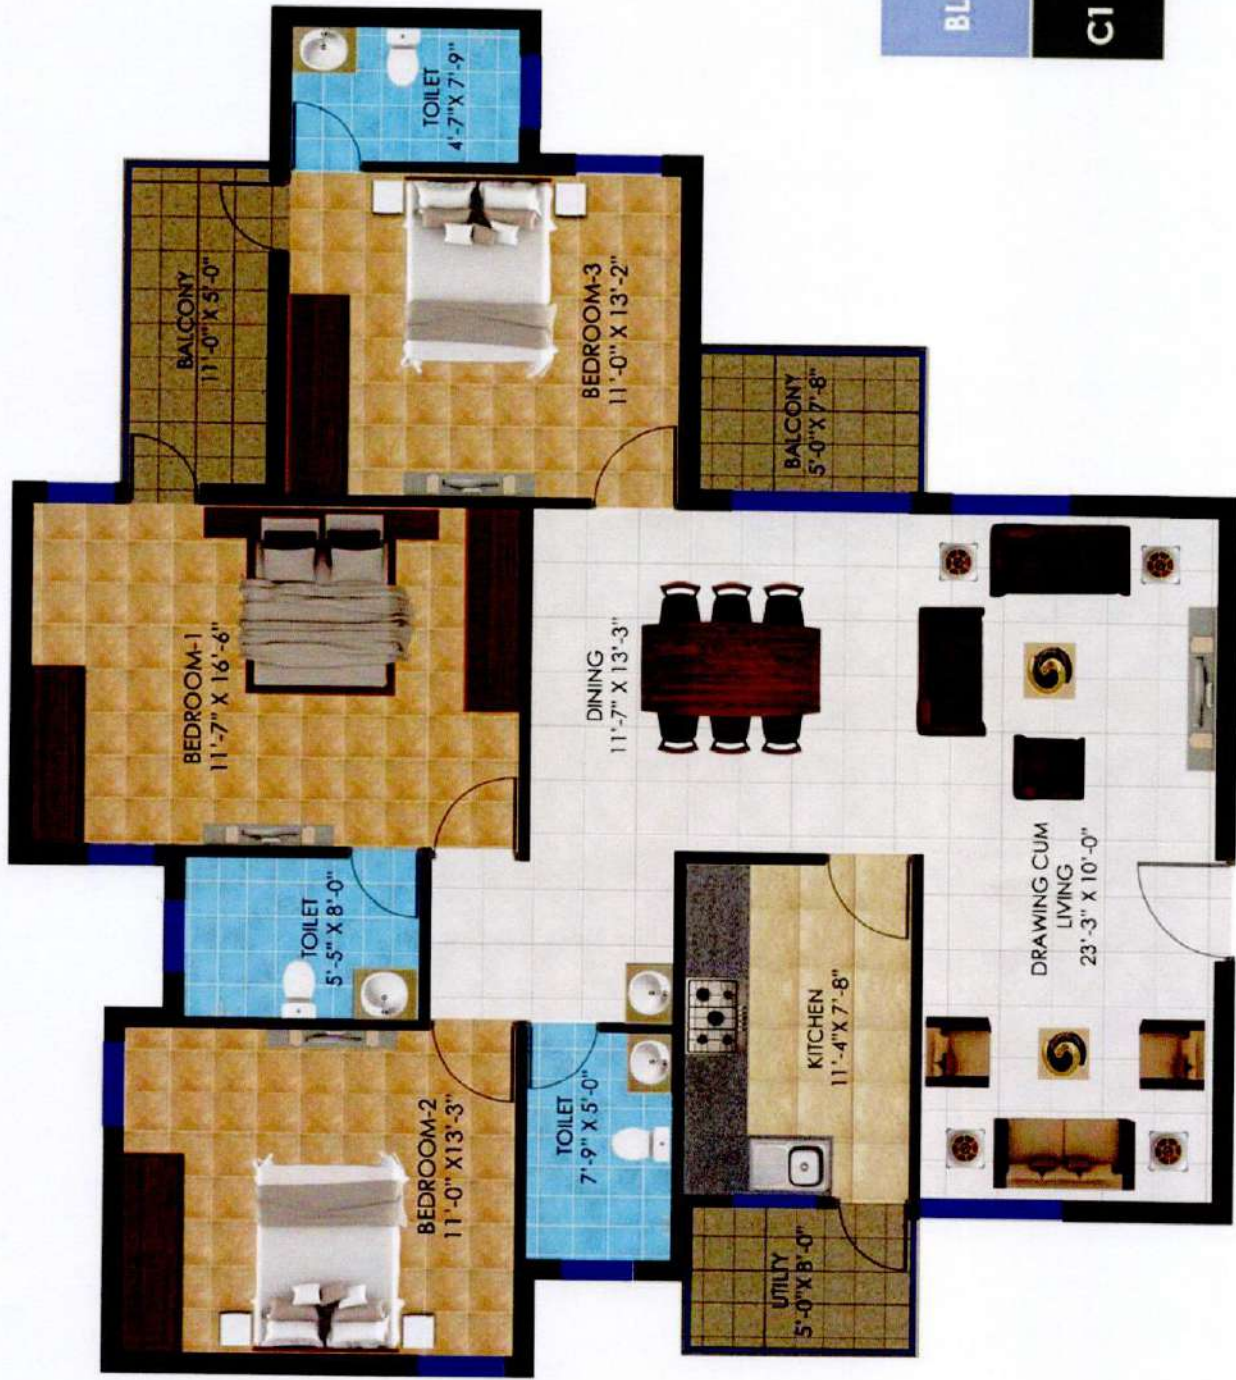 BEDROOM-1
11'-7" X 16'-6"
BALCONY
11'-0" X 5'-0"
TOILET
5'-5" X 8'-0"
TOILET
4'-7"X 7'-9"
BEDROOM-2
11'-0" X13'-3"
BEDROOM-3
11'-0" X 13'-2"
TOILET
7'-9" X 5'-0"
DINING
11'-7" X 13'-3"
UTILITY
5'-0"X 8'-0"
KITCHEN
11'-4"X 7'-8"
BALCONY
5'-0"X 7'-8"
DRAWING CUM
LIVING
23'-3" X 10'-0"
BL
C1